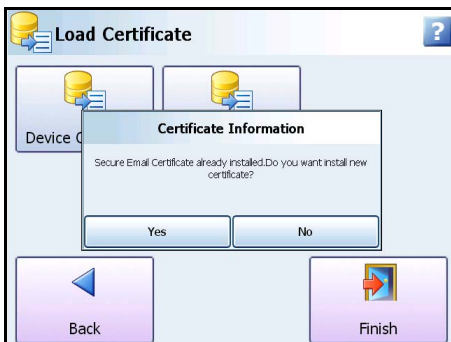 Load Certificate
?
Device C
Certificate Information
Secure Email Certificate already installed.Do you want install new
certificate?
Yes
No
Back
Finish